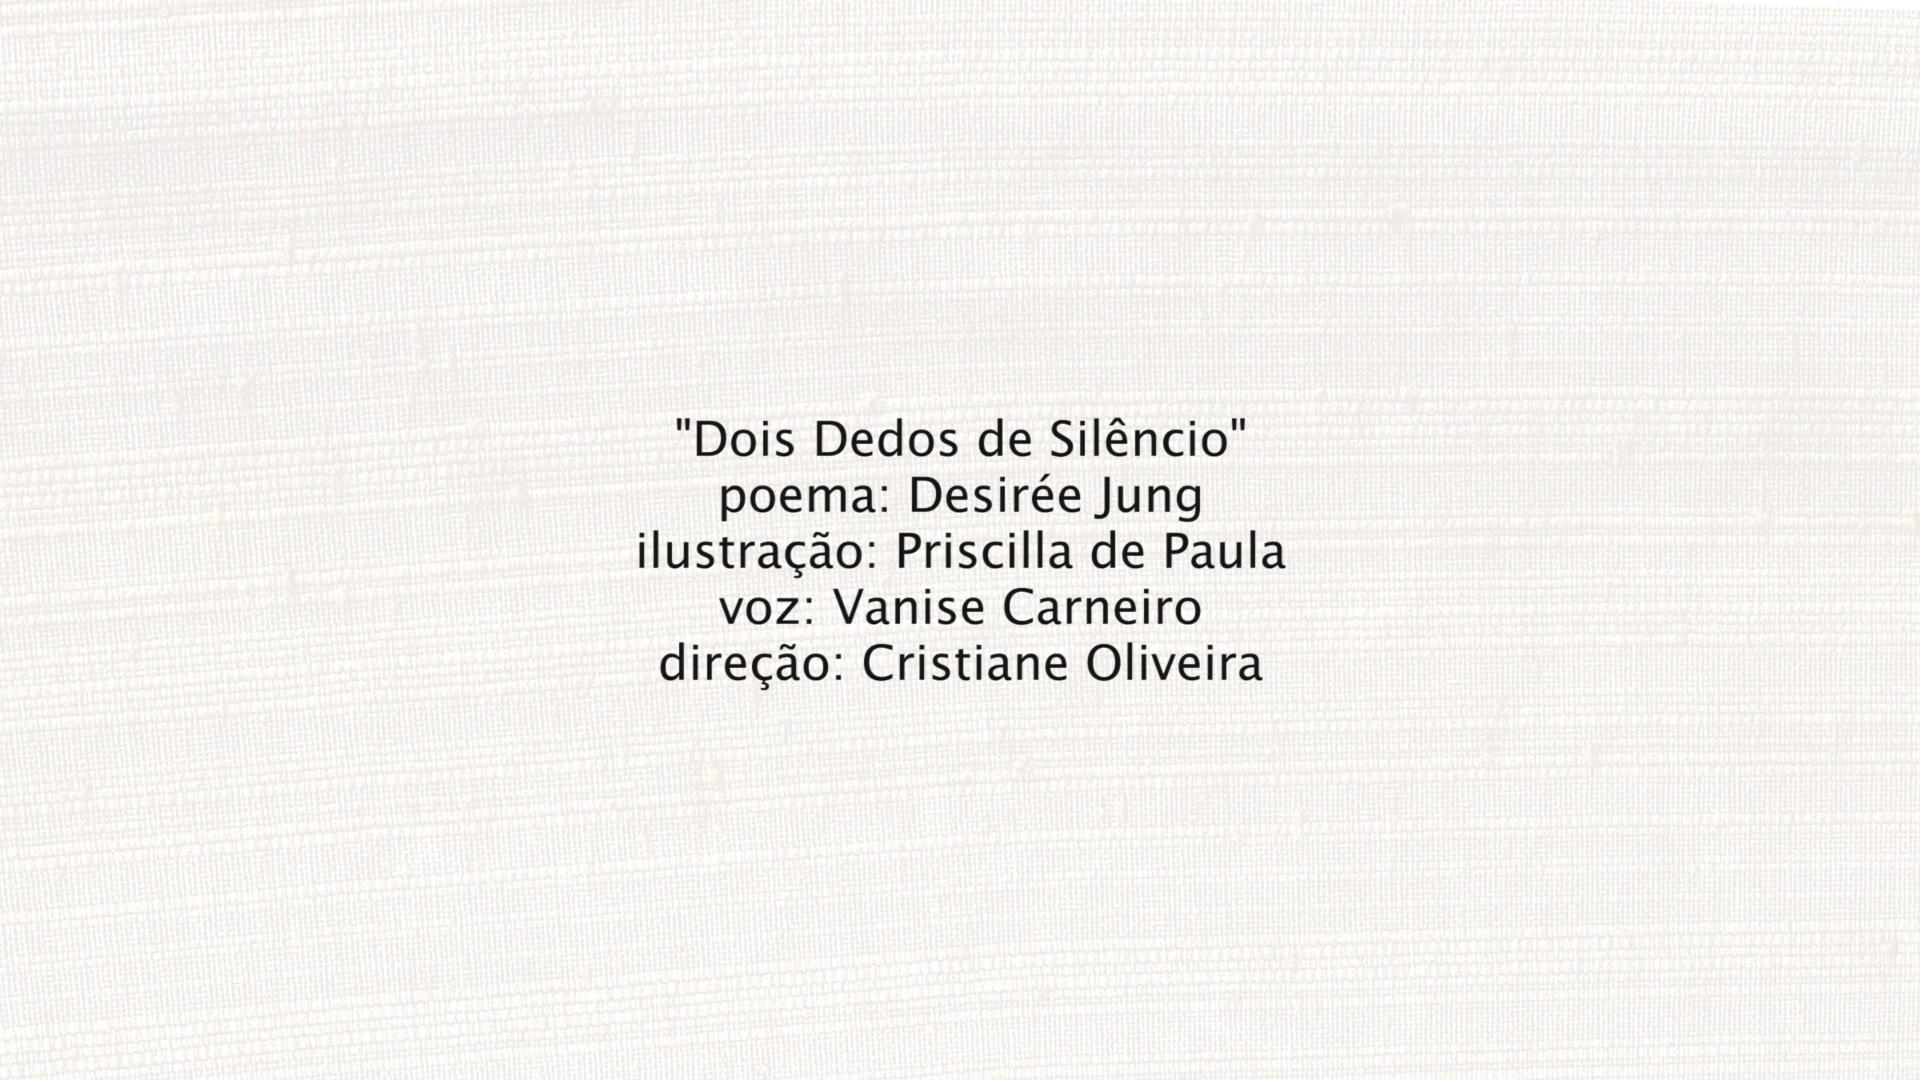 "Dois Dedos de Silêncio"
poema: Desirée Jung
ilustração: Priscilla de Paula
voz: Vanise Carneiro
direção: Cristiane Oliveira